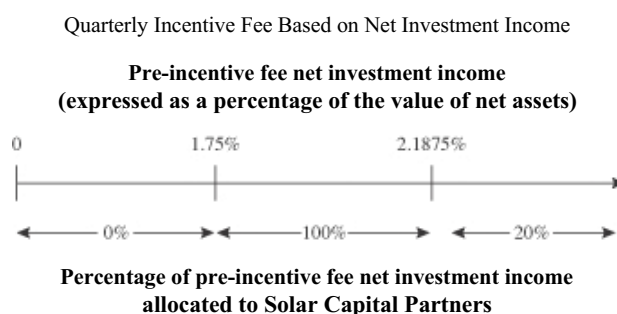 Quarterly Incentive Fee Based on Net Investment Income
Pre-incentive fee net investment income
(expressed as a percentage of the value of net assets)
0 1.75% 2.1875%
0% 100% 20%
Percentage of pre-incentive fee net investment income
allocated to Solar Capital Partners